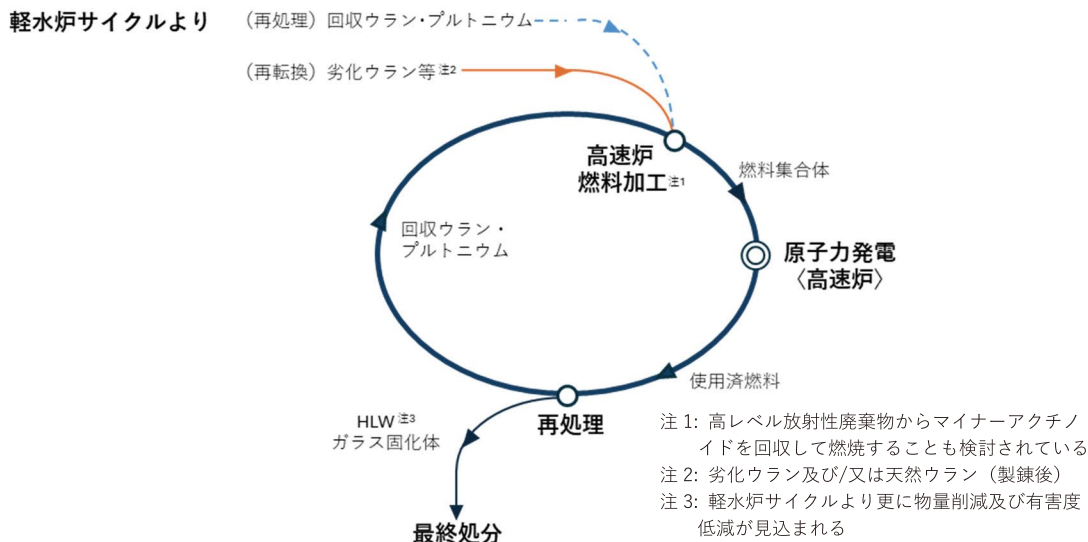 軽水炉サイクルより
（再処理）回収ウラン・プルトニウム
（再転換）劣化ウラン等注2
高速炉
燃料加工注1
燃料集合体
回収ウラン・
プルトニウム
原子力発電
〈高速炉〉
使用済燃料
再処理
HLW注3
ガラス固化体
最終処分
注 1: 高レベル放射性廃棄物からマイナーアクチノ
イドを回収して燃焼することも検討されている
注 2: 劣化ウラン及び/又は天然ウラン（製錬後）
注 3: 軽水炉サイクルより更に物量削減及び有害度
低減が見込まれる